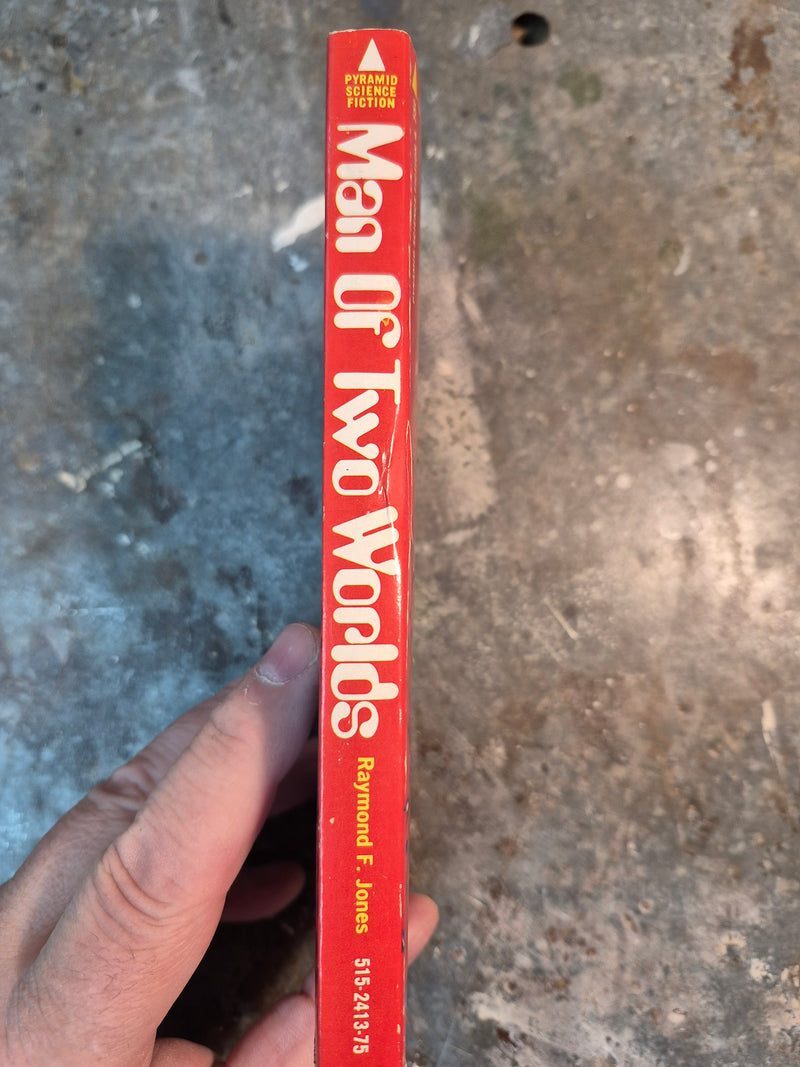 PYRAMID
SCIENCE
FICTION
Man Of Two Worlds
Raymond F. Jones
515-2413-75